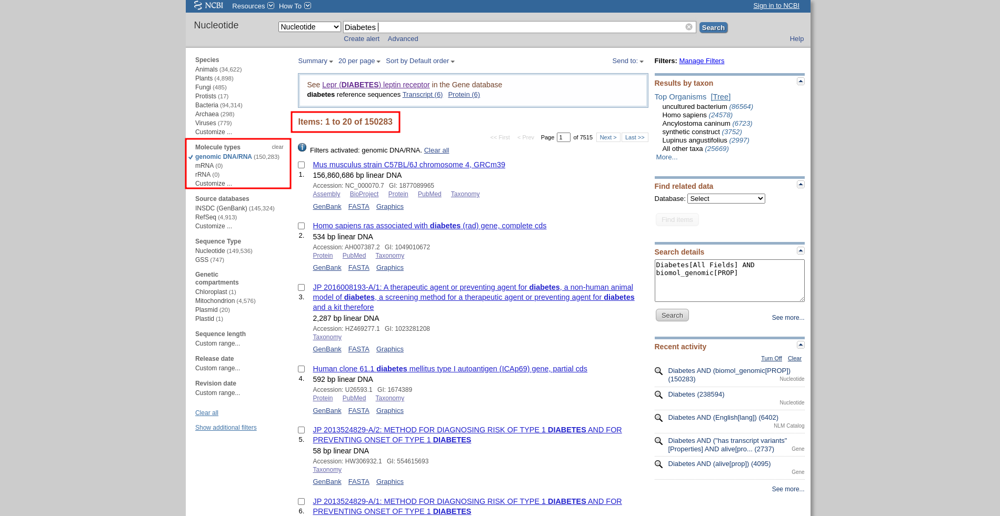 NCBI Resources How To Sign in to NCBI
Nucleotide Nucleotide Diabetes Search
Create alert Advanced Help
Species
Animals (34,622)
Plants (4,898)
Fungi (485)
Protists (17)
Bacteria (94,314)
Archaea (298)
Viruses (779)
Customize ...
Molecule types clear
genomic DNA/RNA (150,283)
mRNA (0)
rRNA (0)
Customize ...
Source databases
INSDC (GenBank) (145,324)
RefSeq (4,913)
Customize ...
Sequence Type
Nucleotide (149,536)
GSS (747)
Genetic
compartments
Chloroplast (1)
Mitochondrion (4,576)
Plasmid (20)
Plastid (1)
Sequence length
Custom range...
Release date
Custom range...
Revision date
Custom range...
Clear all
Show additional filters
Summary 20 per page Sort by Default order Send to:
See Lepr (DIABETES) leptin receptor in the Gene database
diabetes reference sequences Transcript (6) Protein (6)
Items: 1 to 20 of 150283
<< First < Prev Page 1 of 7515 Next > Last >>
Filters activated: genomic DNA/RNA. Clear all
Mus musculus strain C57BL/6J chromosome 4, GRCm39
1. 156,860,686 bp linear DNA
Accession: NC_000070.7 GI: 1877089965
Assembly BioProject Protein PubMed Taxonomy
GenBank FASTA Graphics
Homo sapiens ras associated with diabetes (rad) gene, complete cds
2. 534 bp linear DNA
Accession: AH007387.2 GI: 1049010672
Protein PubMed Taxonomy
GenBank FASTA Graphics
JP 2016008193-A/1: A therapeutic agent or preventing agent for diabetes, a non-human animal
3. model of diabetes, a screening method for a therapeutic agent or preventing agent for diabetes
and a kit therefore
2,287 bp linear DNA
Accession: HZ469277.1 GI: 1023281208
Taxonomy
GenBank FASTA Graphics
Human clone 61.1 diabetes mellitus type I autoantigen (ICAp69) gene, partial cds
4. 592 bp linear DNA
Accession: U26593.1 GI: 1674389
Protein PubMed Taxonomy
GenBank FASTA Graphics
JP 2013524829-A/2: METHOD FOR DIAGNOSING RISK OF TYPE 1 DIABETES AND FOR
5. PREVENTING ONSET OF TYPE 1 DIABETES
58 bp linear DNA
Accession: HW306932.1 GI: 554615693
Taxonomy
GenBank FASTA Graphics
JP 2013524829-A/1: METHOD FOR DIAGNOSING RISK OF TYPE 1 DIABETES AND FOR
6. PREVENTING ONSET OF TYPE 1 DIABETES
Filters: Manage Filters
Results by taxon
Top Organisms [Tree]
uncultured bacterium (86564)
Homo sapiens (24578)
Ancylostoma caninum (6723)
synthetic construct (3752)
Lupinus angustifolius (2997)
All other taxa (25669)
More...
Find related data
Database: Select
Find items
Search details
Diabetes[All Fields] AND
biomol_genomic[PROP]
Search See more...
Recent activity
Turn Off Clear
Diabetes AND (biomol_genomic[PROP])
(150283) Nucleotide
Diabetes (238594)
Nucleotide
Diabetes AND (English[lang]) (6402)
NLM Catalog
Diabetes AND ("has transcript variants"
[Properties] AND alive[pro... (2737) Gene
Diabetes AND (alive[prop]) (4095)
Gene
See more...